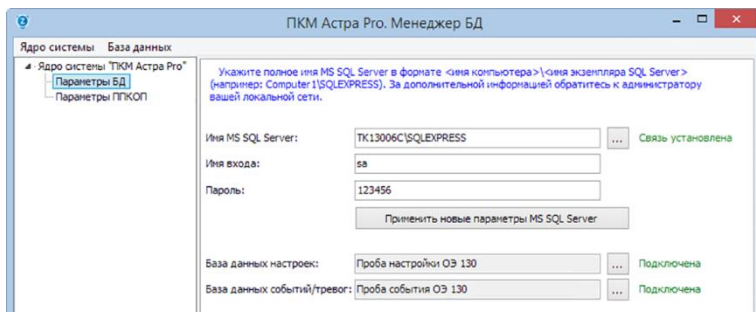 ПКМ Астра Pro. Менеджер БД
Ядро системы База данных
Ядро системы "ПКМ Астра Pro"
Параметры БД
Параметры ППКОП
Укажите полное имя MS SQL Server в формате <имя компьютера>\<имя экземпляра SQL Server>
(например: Computer1\SQLEXPRESS). За дополнительной информацией обратитесь к администратору
вашей локальной сети.
Имя MS SQL Server: TK13006C\SQLEXPRESS ... Связь установлена
Имя входа: sa
Пароль: 123456
Применить новые параметры MS SQL Server
База данных настроек: Проба настройки ОЭ 130 ... Подключена
База данных событий/тревог: Проба события ОЭ 130 ... Подключена